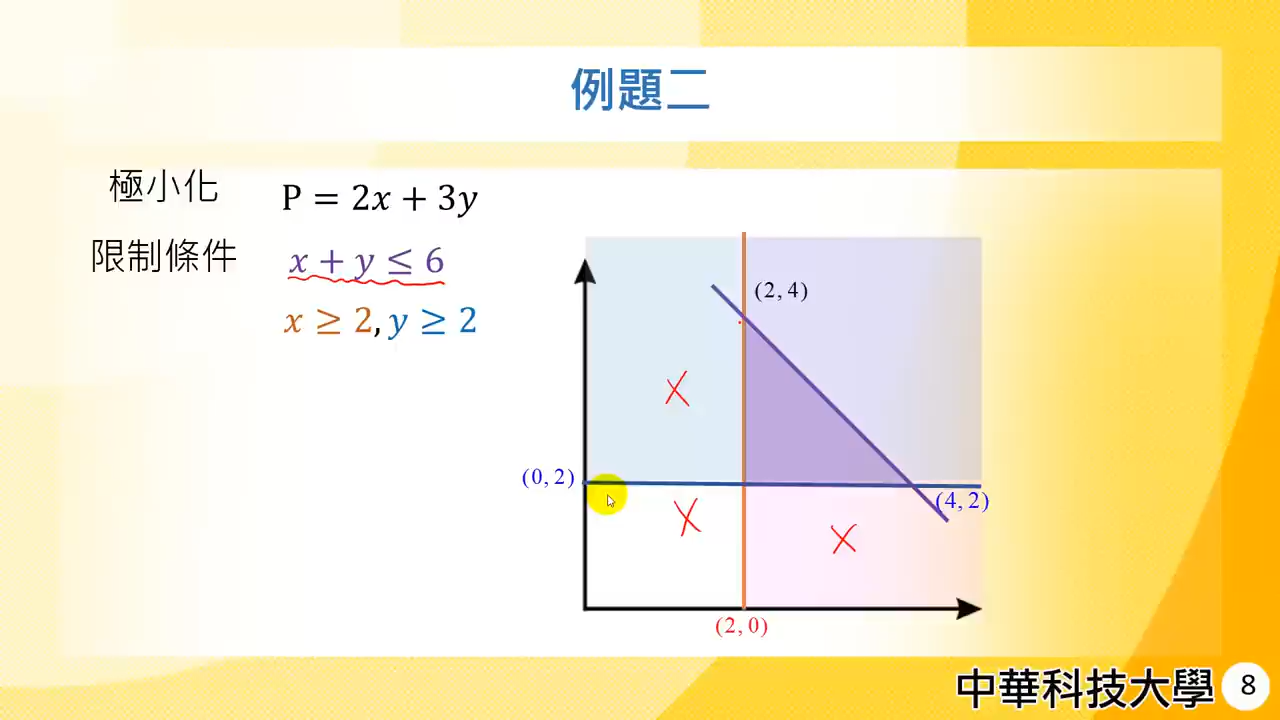 例題二
極小化 P = 2x + 3y
限制條件 x + y ≤ 6
x ≥ 2, y ≥ 2
(2, 4)
X
(0, 2)
X
(4, 2)
X
(2, 0)
中華科技大學 8